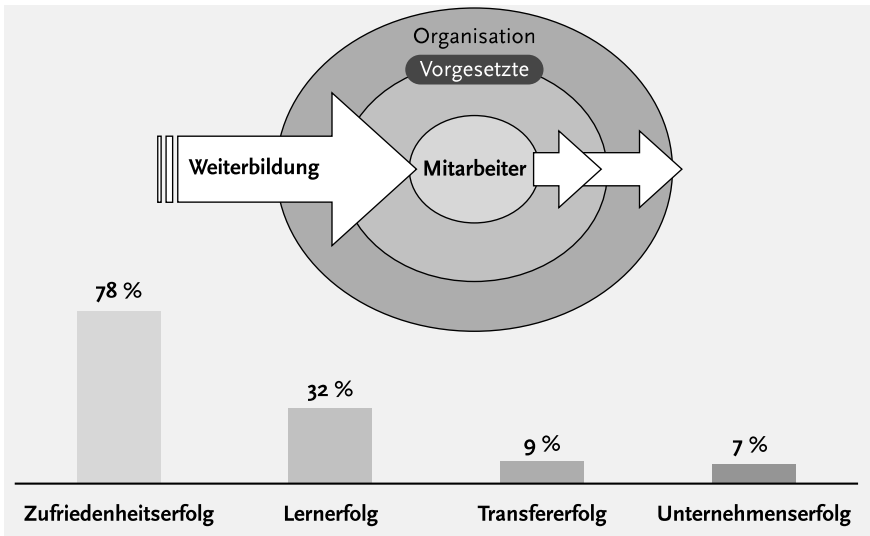 Organisation
Vorgesetzte
Weiterbildung
Mitarbeiter
78 %
32 %
9 %
7 %
Zufriedenheitserfolg
Lernerfolg
Transfererfolg
Unternehmenserfolg